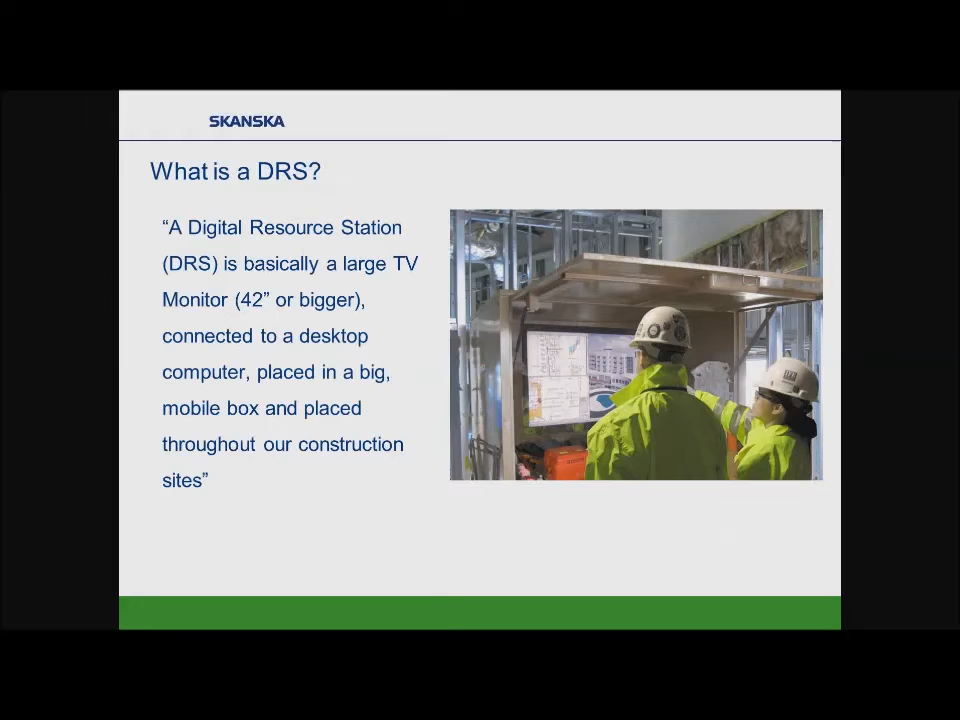 SKANSKA
What is a DRS?
“A Digital Resource Station
(DRS) is basically a large TV
Monitor (42” or bigger),
connected to a desktop
computer, placed in a big,
mobile box and placed
throughout our construction
sites”